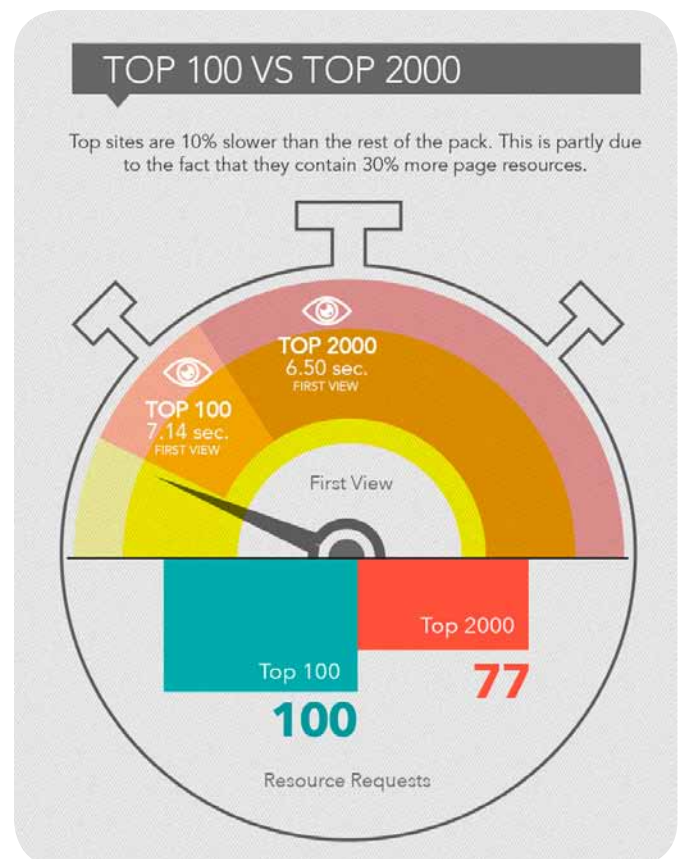 TOP 100 VS TOP 2000
Top sites are 10% slower than the rest of the pack. This is partly due
to the fact that they contain 30% more page resources.
TOP 2000
6.50 sec.
FIRST VIEW
TOP 100
7.14 sec.
FIRST VIEW
First View
Top 2000
Top 100
77
100
Resource Requests